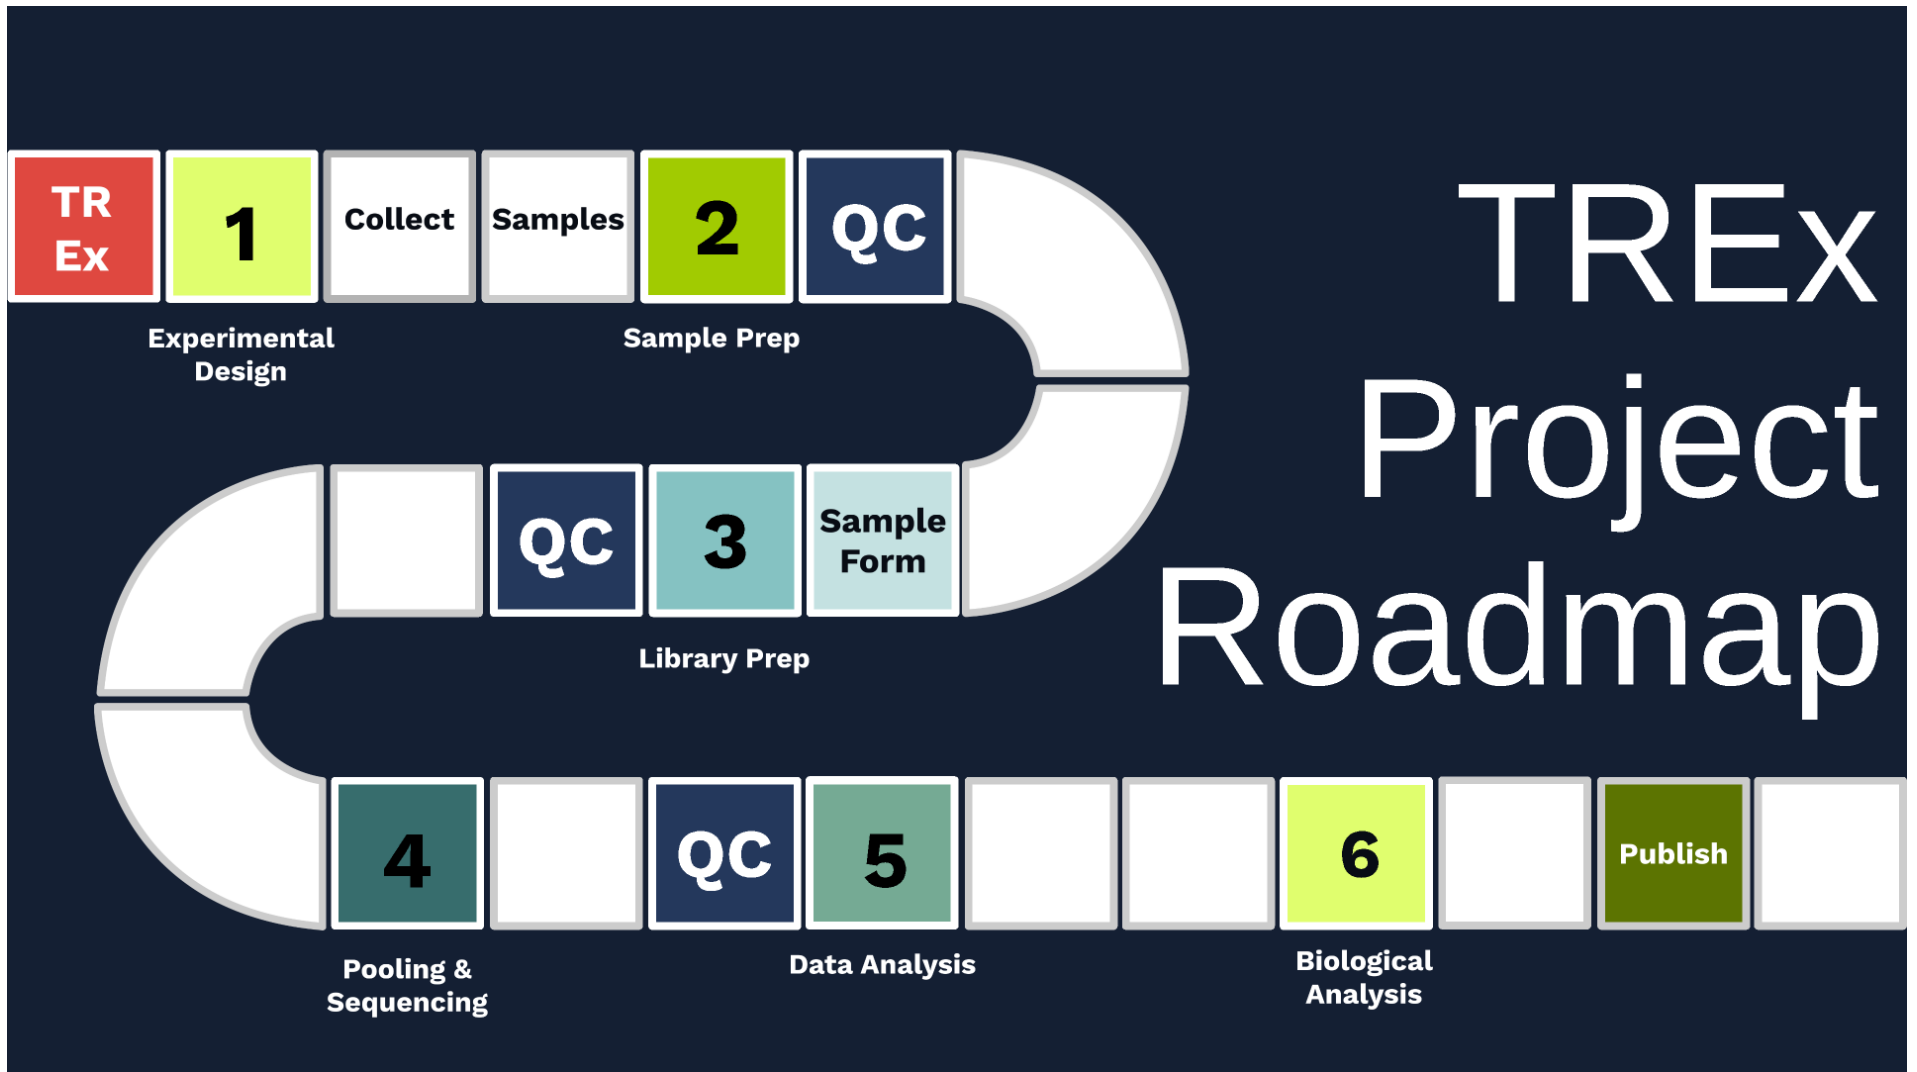 TR
Ex
1
Collect
Samples
2
QC
Experimental
Design
Sample Prep
TREx
Project
Roadmap
QC
3
Sample
Form
Library Prep
4
QC
5
6
Publish
Pooling &
Sequencing
Data Analysis
Biological
Analysis